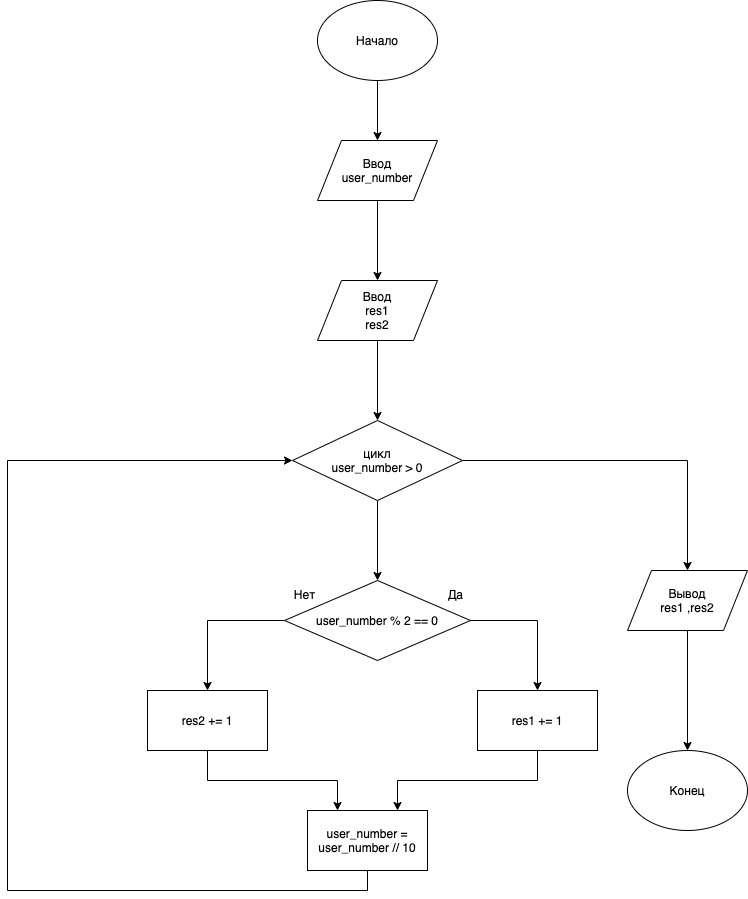 Начало
Ввод
user_number
Ввод
res1
res2
цикл
user_number > 0
Нет
Да
user_number % 2 == 0
Вывод
res1 ,res2
res2 += 1
res1 += 1
Конец
user_number =
user_number // 10